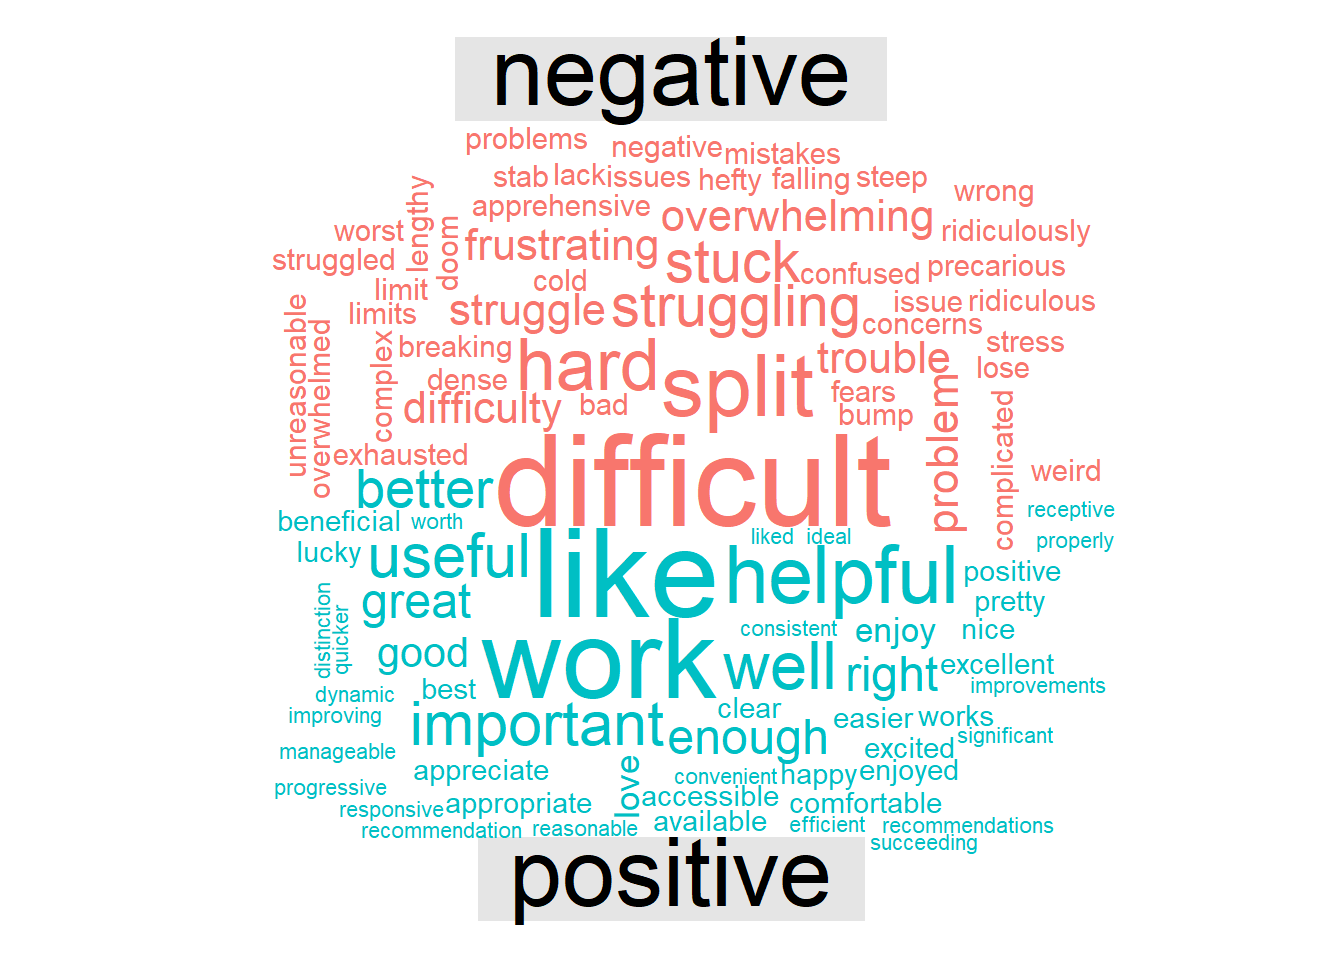 negative
problems negative mistakes
stab lack issues hefty falling steep wrong
lengthy apprehensive overwhelming ridiculously
worst doom frustrating stuck confused precarious
struggled cold
limit struggle struggling issue ridiculous
limits concerns
unreasonable overwhelmed complex breaking hard split trouble stress
dense lose
difficulty bad fears
bump problem complicated
exhausted difficult weird
better
beneficial worth receptive
lucky useful like liked ideal helpful properly
positive
great pretty
distinction quicker consistent enjoy nice
good work well right excellent
dynamic best improvements
improving important clear easier works
manageable enough excited significant
appreciate love convenient happy enjoyed
progressive accessible
responsive appropriate comfortable
recommendation reasonable available efficient recommendations
succeeding
positive